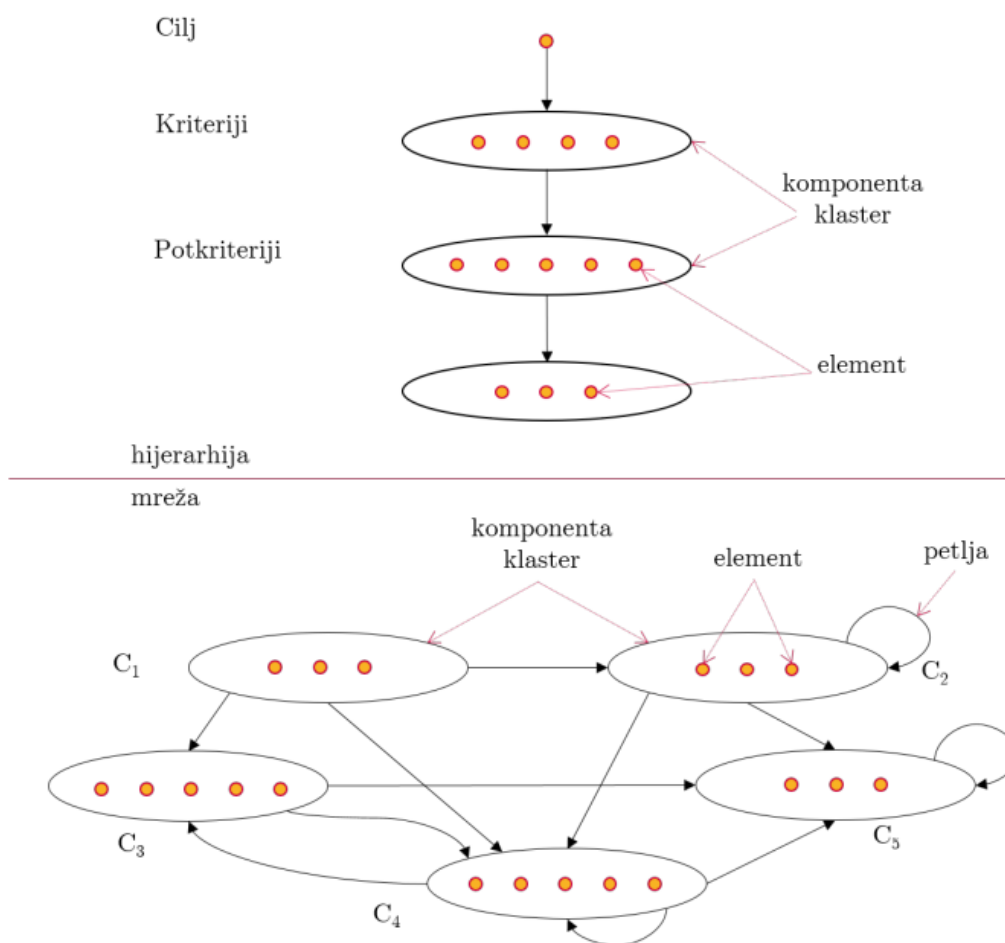 Cilj
Kriteriji
komponenta
klaster
Potkriteriji
element
hijerarhija
mreža
komponenta
klaster
element
petlja
C₁
C₂
C₃
C₅
C₄